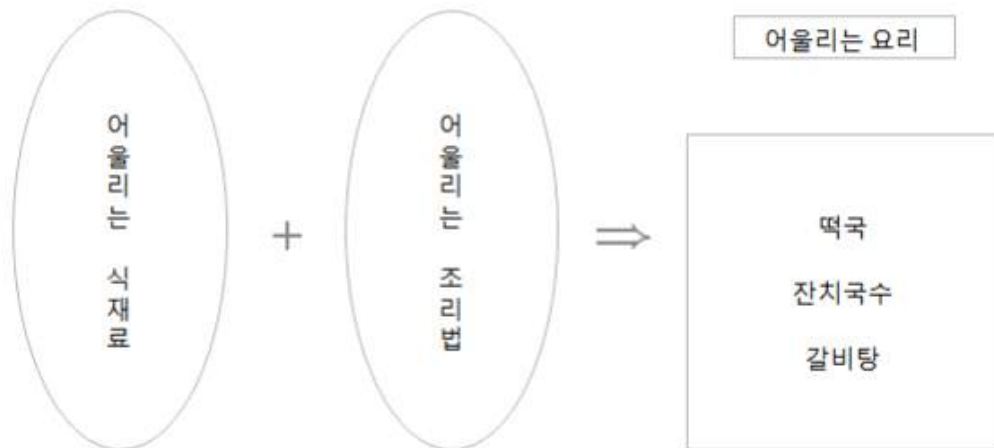 어울리는 식재료
+
어울리는 조리법
⇒
어울리는 요리
떡국
잔치국수
갈비탕